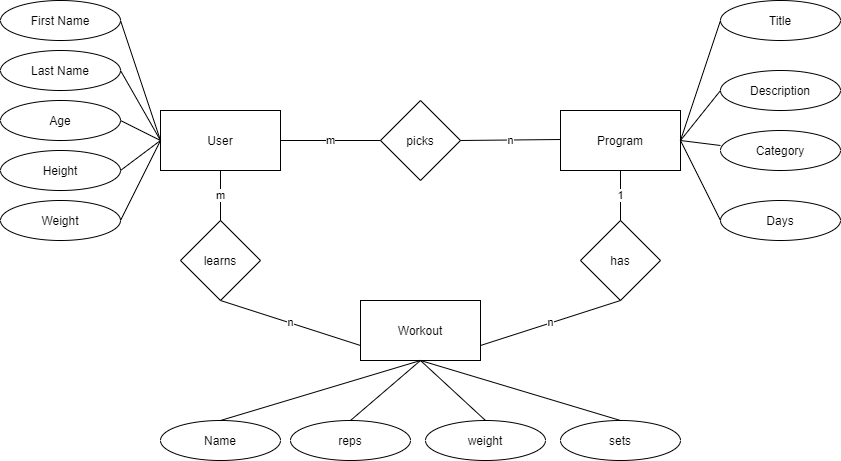 First Name
Title
Last Name
Description
Age
User
m
picks
n
Program
Category
Height
m
1
Weight
Days
learns
has
n
n
Workout
Name
reps
weight
sets